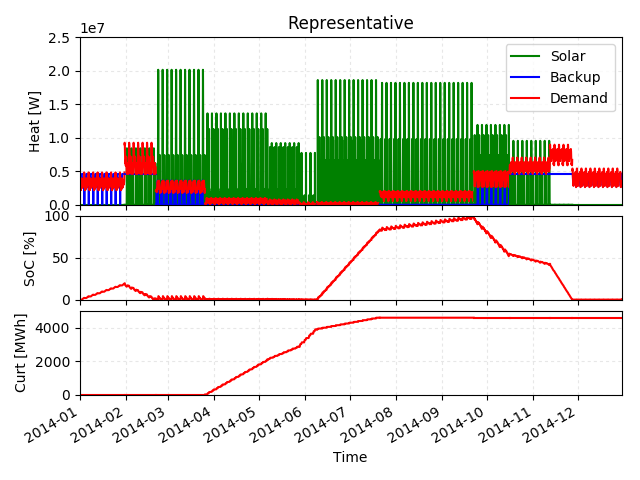 Representative
1e7
Heat [W]
2.5
2.0
1.5
1.0
0.5
0.0
Solar
Backup
Demand
SoC [%]
100
50
0
Curt [MWh]
4000
2000
0
2014-01
2014-02
2014-03
2014-04
2014-05
2014-06
2014-07
2014-08
2014-09
2014-10
2014-11
2014-12
Time